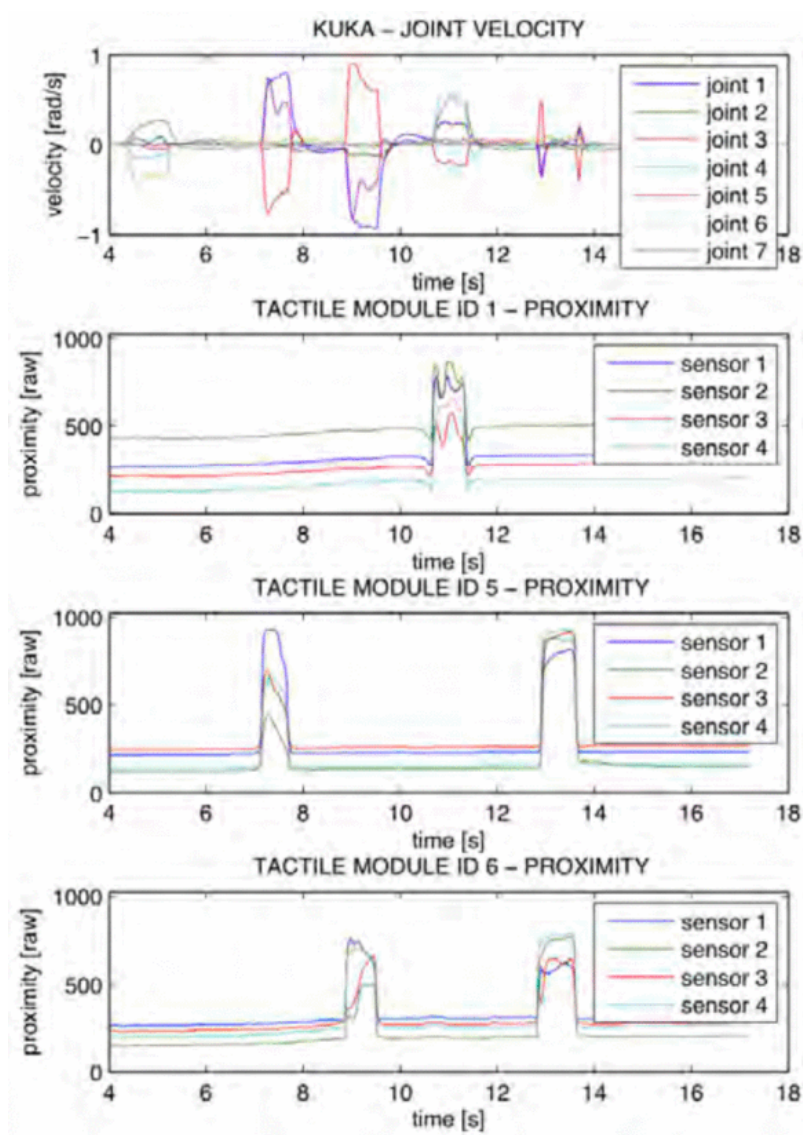 KUKA – JOINT VELOCITY
velocity [rad/s]
1
0
−1
joint 1
joint 2
joint 3
joint 4
joint 5
joint 6
joint 7
4 6 8 10 12 14 16 18
time [s]
TACTILE MODULE ID 1 – PROXIMITY
proximity [raw]
1000
500
0
sensor 1
sensor 2
sensor 3
sensor 4
4 6 8 10 12 14 16 18
time [s]
TACTILE MODULE ID 5 – PROXIMITY
proximity [raw]
1000
500
0
sensor 1
sensor 2
sensor 3
sensor 4
4 6 8 10 12 14 16 18
time [s]
TACTILE MODULE ID 6 – PROXIMITY
proximity [raw]
1000
500
0
sensor 1
sensor 2
sensor 3
sensor 4
4 6 8 10 12 14 16 18
time [s]